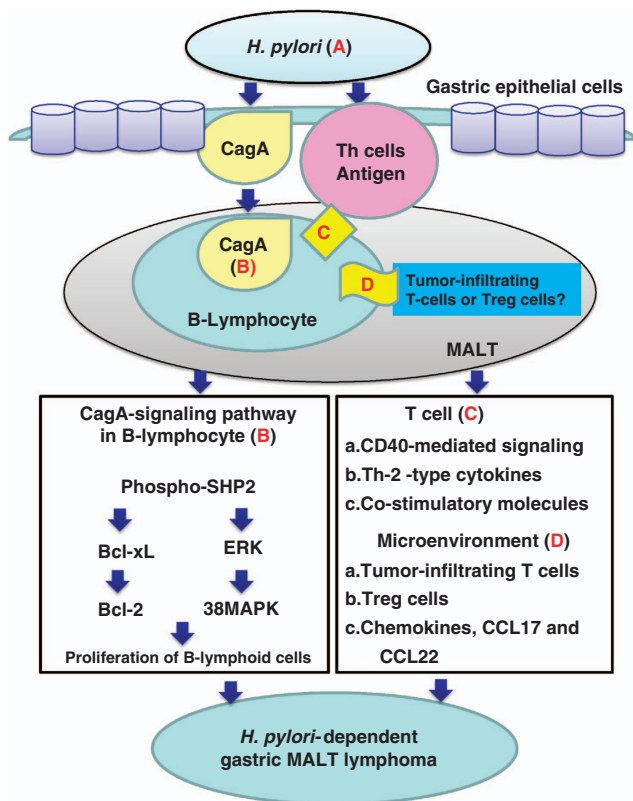 H. pylori (A)
Gastric epithelial cells
CagA
Th cells
Antigen
CagA
(B)
C
D
Tumor-infiltrating
T-cells or Treg cells?
B-Lymphocyte
MALT
CagA-signaling pathway
in B-lymphocyte (B)
Phospho-SHP2
Bcl-xL
ERK
Bcl-2
38MAPK
Proliferation of B-lymphoid cells
T cell (C)
a.CD40-mediated signaling
b.Th-2 -type cytokines
c.Co-stimulatory molecules
Microenvironment (D)
a.Tumor-infiltrating T cells
b.Treg cells
c.Chemokines, CCL17 and
CCL22
H. pylori-dependent
gastric MALT lymphoma